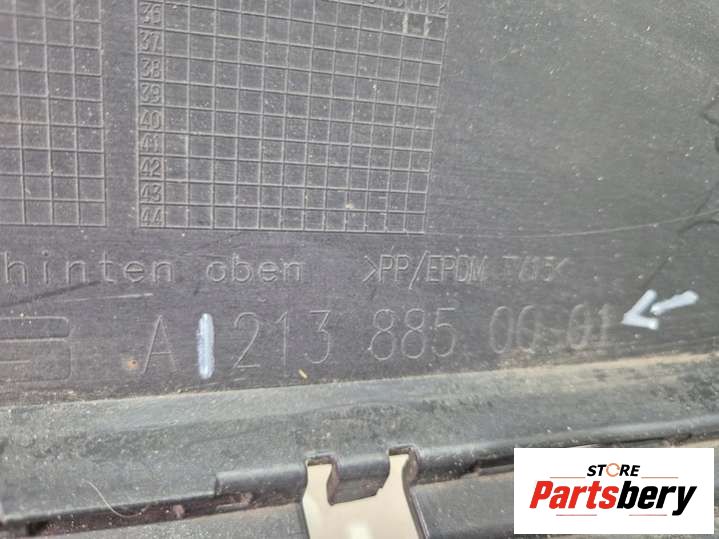 36
37
38
39
40
41
42
43
44
hinten oben >PP/EPDM T/15<
A 213 885 00 01
STORE
Partsbery